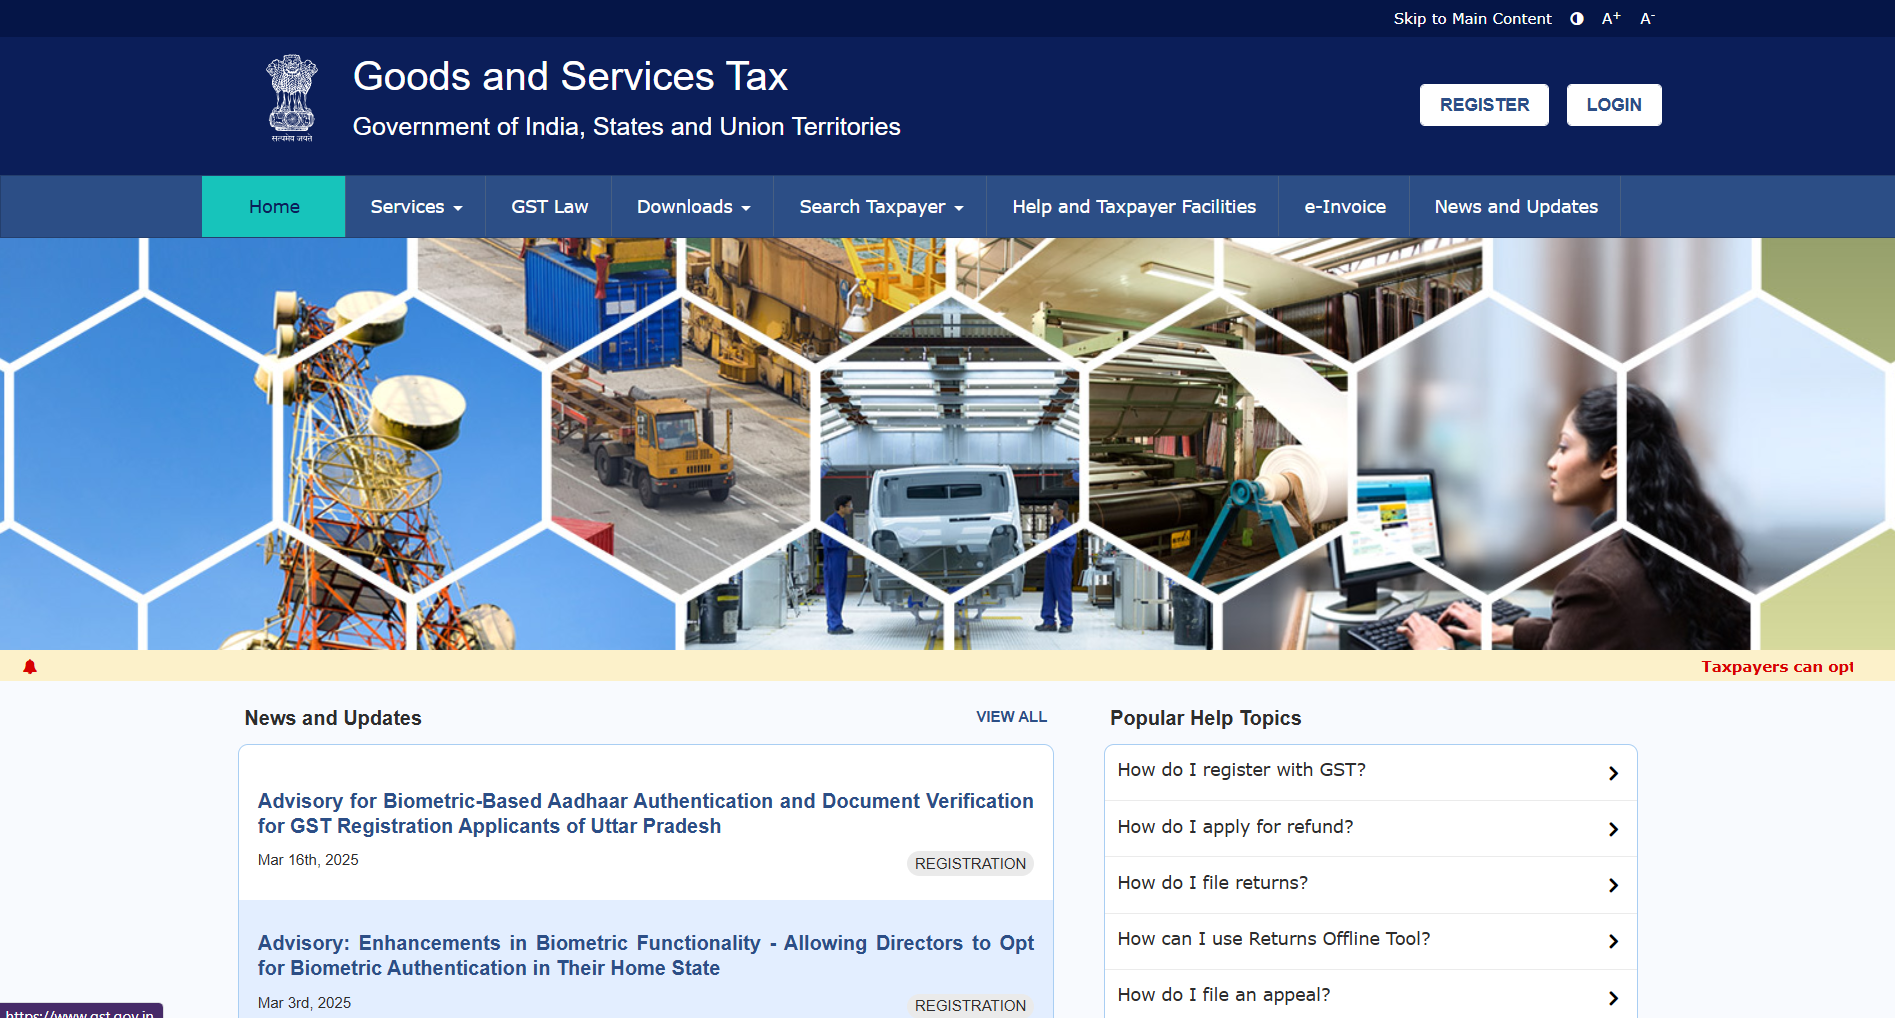 Skip to Main Content A+ A-
सत्यमेव जयते
Goods and Services Tax
Government of India, States and Union Territories
REGISTER LOGIN
Home Services GST Law Downloads Search Taxpayer Help and Taxpayer Facilities e-Invoice News and Updates
Taxpayers can opt
News and Updates VIEW ALL
Advisory for Biometric-Based Aadhaar Authentication and Document Verification
for GST Registration Applicants of Uttar Pradesh
Mar 16th, 2025
REGISTRATION
Advisory: Enhancements in Biometric Functionality - Allowing Directors to Opt
for Biometric Authentication in Their Home State
Mar 3rd, 2025
REGISTRATION
Popular Help Topics
How do I register with GST?
How do I apply for refund?
How do I file returns?
How can I use Returns Offline Tool?
How do I file an appeal?
https://www.gst.gov.in